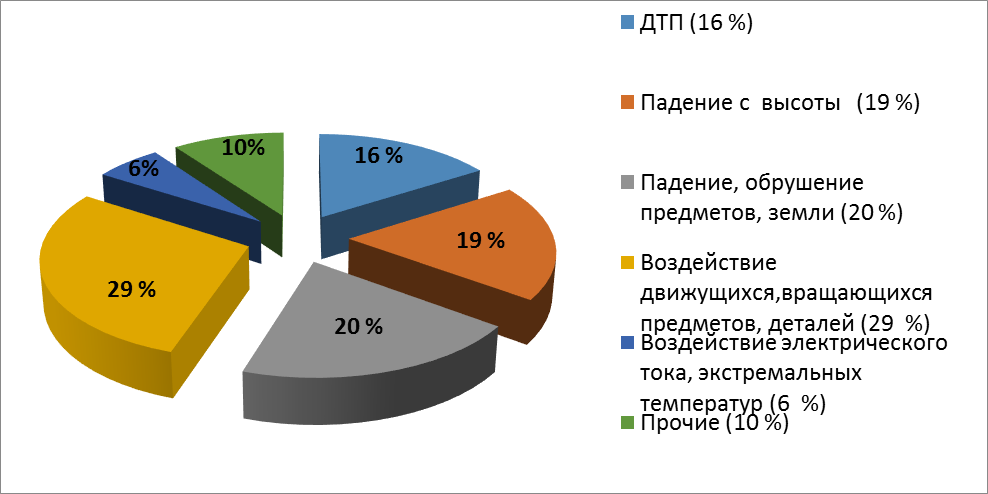 ДТП (16 %)
Падение с высоты (19 %)
Падение, обрушение
предметов, земли (20 %)
Воздействие
движущихся,вращающихся
предметов, деталей (29 %)
Воздействие электрического
тока, экстремальных
температур (6 %)
Прочие (10 %)
16 %
19 %
20 %
29 %
6%
10%